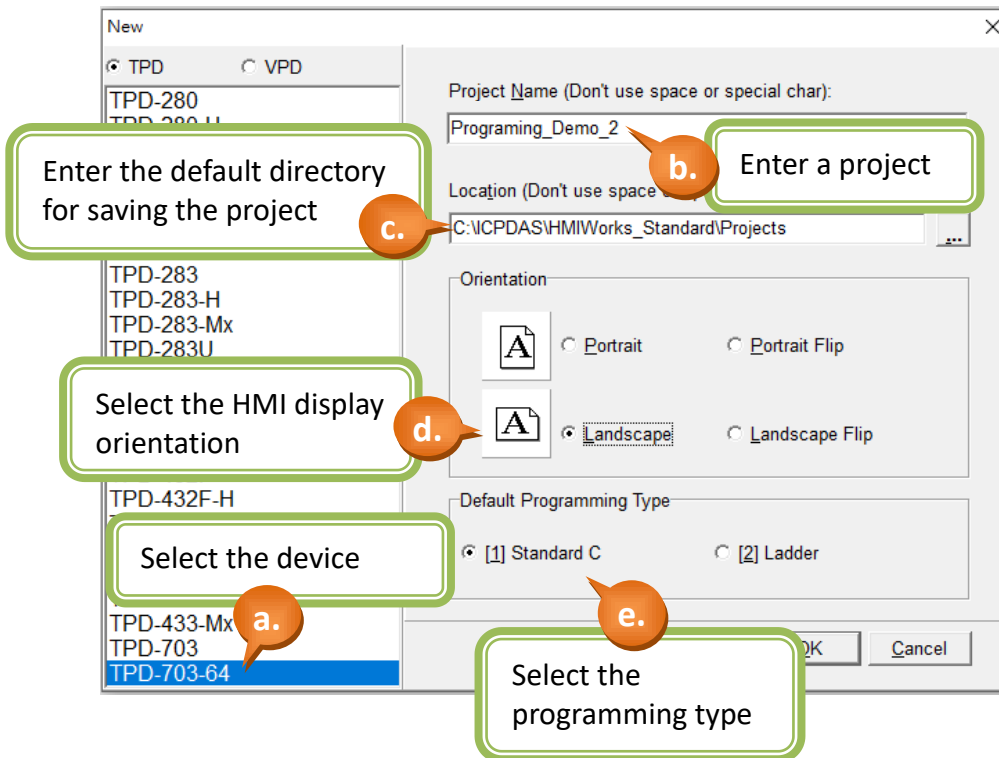 New
TPD
VPD
TPD-280
Project Name (Don't use space or special char):
Programing_Demo_2
b.
Enter a project
Enter the default directory
for saving the project
Location (Don't use space
c.
C:\ICPDAS\HMIWorks_Standard\Projects
...
TPD-283
TPD-283-H
TPD-283-Mx
TPD-283U
Orientation
A
Portrait
Portrait Flip
Select the HMI display
orientation
d.
A
Landscape
Landscape Flip
TPD-432F-H
Default Programming Type
[1] Standard C
[2] Ladder
Select the device
a.
TPD-433-Mx
TPD-703
TPD-703-64
e.
Select the
programming type
Cancel